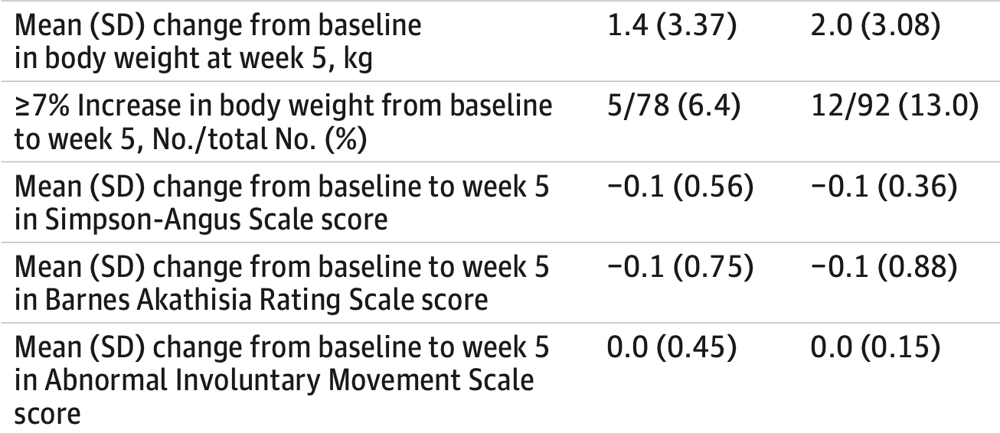 Mean (SD) change from baseline 1.4 (3.37) 2.0 (3.08)
in body weight at week 5, kg
≥7% Increase in body weight from baseline 5/78 (6.4) 12/92 (13.0)
to week 5, No./total No. (%)
Mean (SD) change from baseline to week 5 −0.1 (0.56) −0.1 (0.36)
in Simpson-Angus Scale score
Mean (SD) change from baseline to week 5 −0.1 (0.75) −0.1 (0.88)
in Barnes Akathisia Rating Scale score
Mean (SD) change from baseline to week 5 0.0 (0.45) 0.0 (0.15)
in Abnormal Involuntary Movement Scale
score